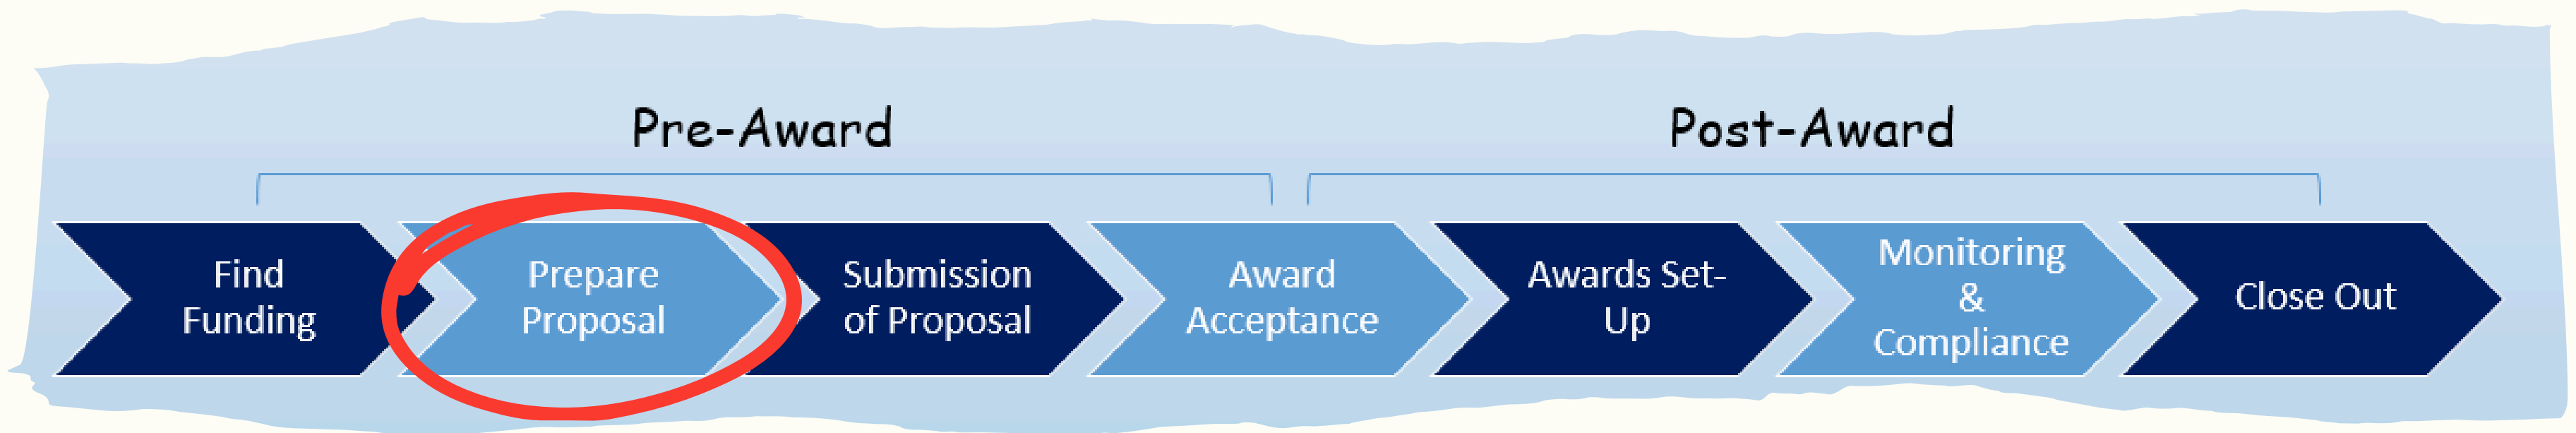 Pre-Award
Post-Award
Find
Funding
Prepare
Proposal
Submission
of Proposal
Award
Acceptance
Awards Set-
Up
Monitoring
&
Compliance
Close Out